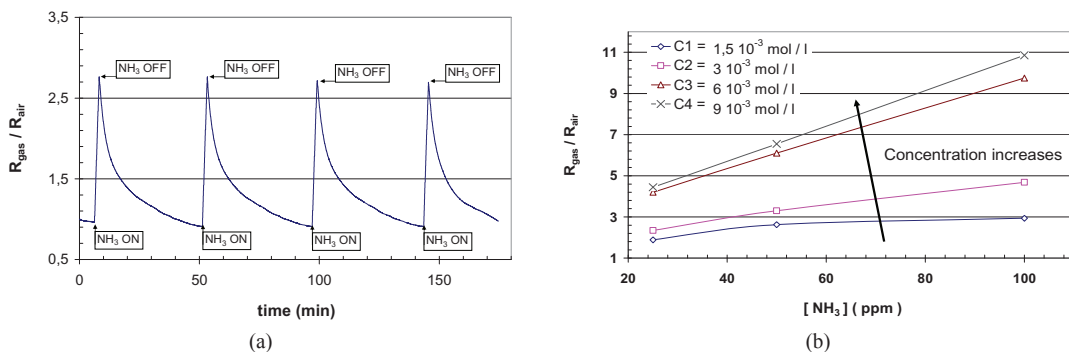 (a)
3,5
2,5
1,5
0,5
R_gas / R_air
NH₃ OFF
NH₃ OFF
NH₃ OFF
NH₃ OFF
NH₃ ON
NH₃ ON
NH₃ ON
NH₃ ON
0
50
100
150
time (min)
(a)
(b)
11
9
7
5
3
1
R_gas/R_air
C1 = 1,5 10⁻³ mol / l
C2 = 3 10⁻³ mol / l
C3 = 6 10⁻³ mol / l
C4 = 9 10⁻³ mol / l
Concentration increases
20
40
60
80
100
[ NH₃ ] ( ppm )
(b)